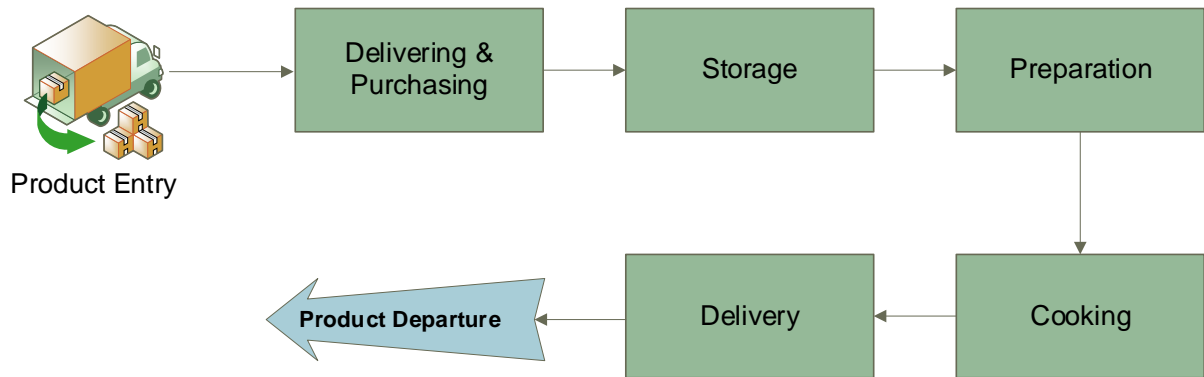 Delivering &
Purchasing
Storage
Preparation
Product Entry
Product Departure
Delivery
Cooking